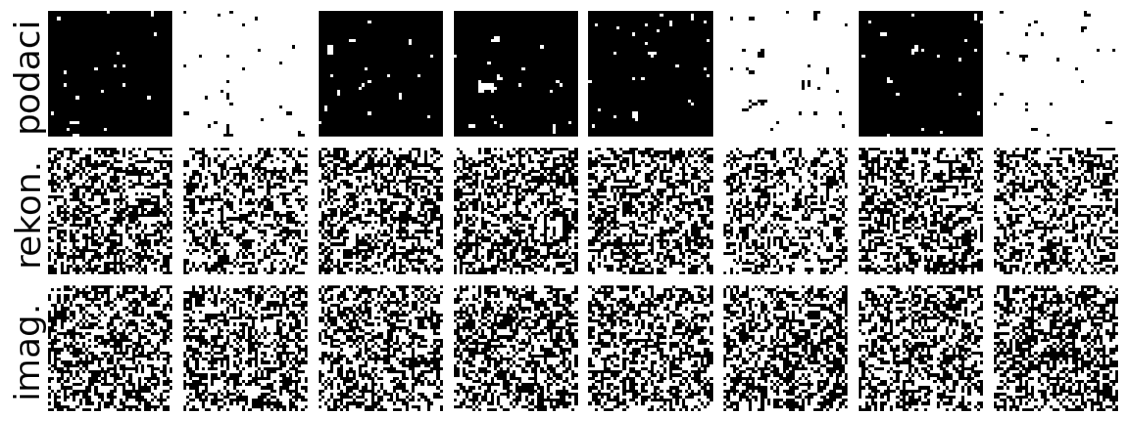 podaci
rekon.
imag.